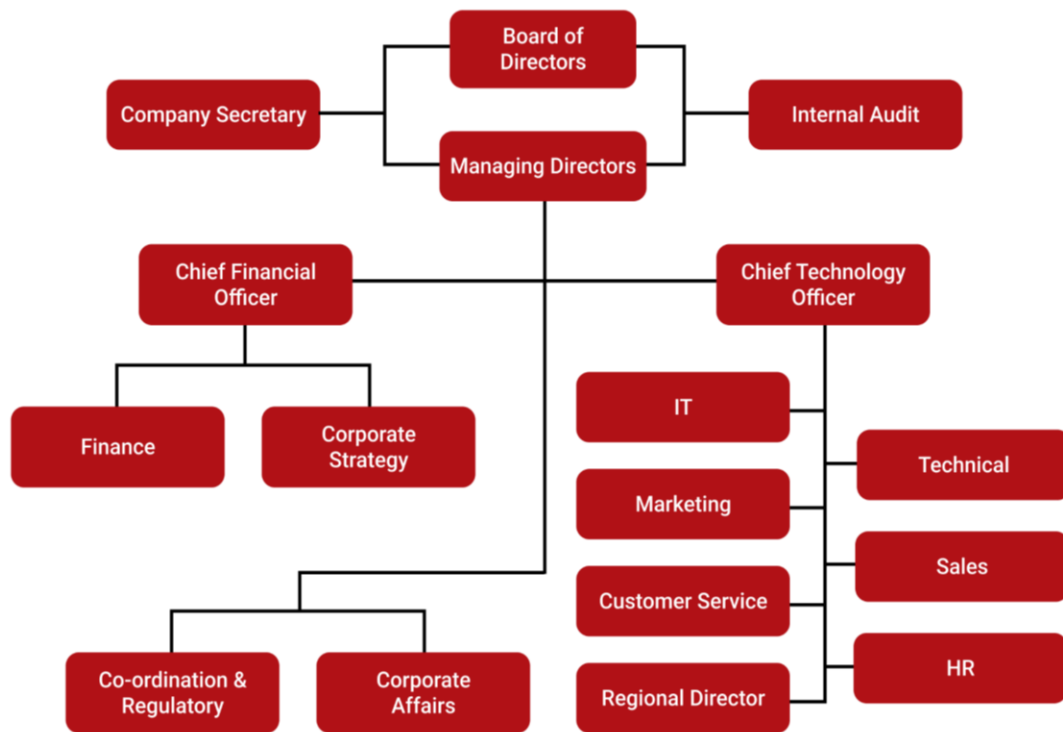 Board of
Directors
Company Secretary
Internal Audit
Managing Directors
Chief Financial
Officer
Chief Technology
Officer
IT
Finance
Corporate
Strategy
Technical
Marketing
Sales
Customer Service
HR
Co-ordination &
Regulatory
Corporate
Affairs
Regional Director